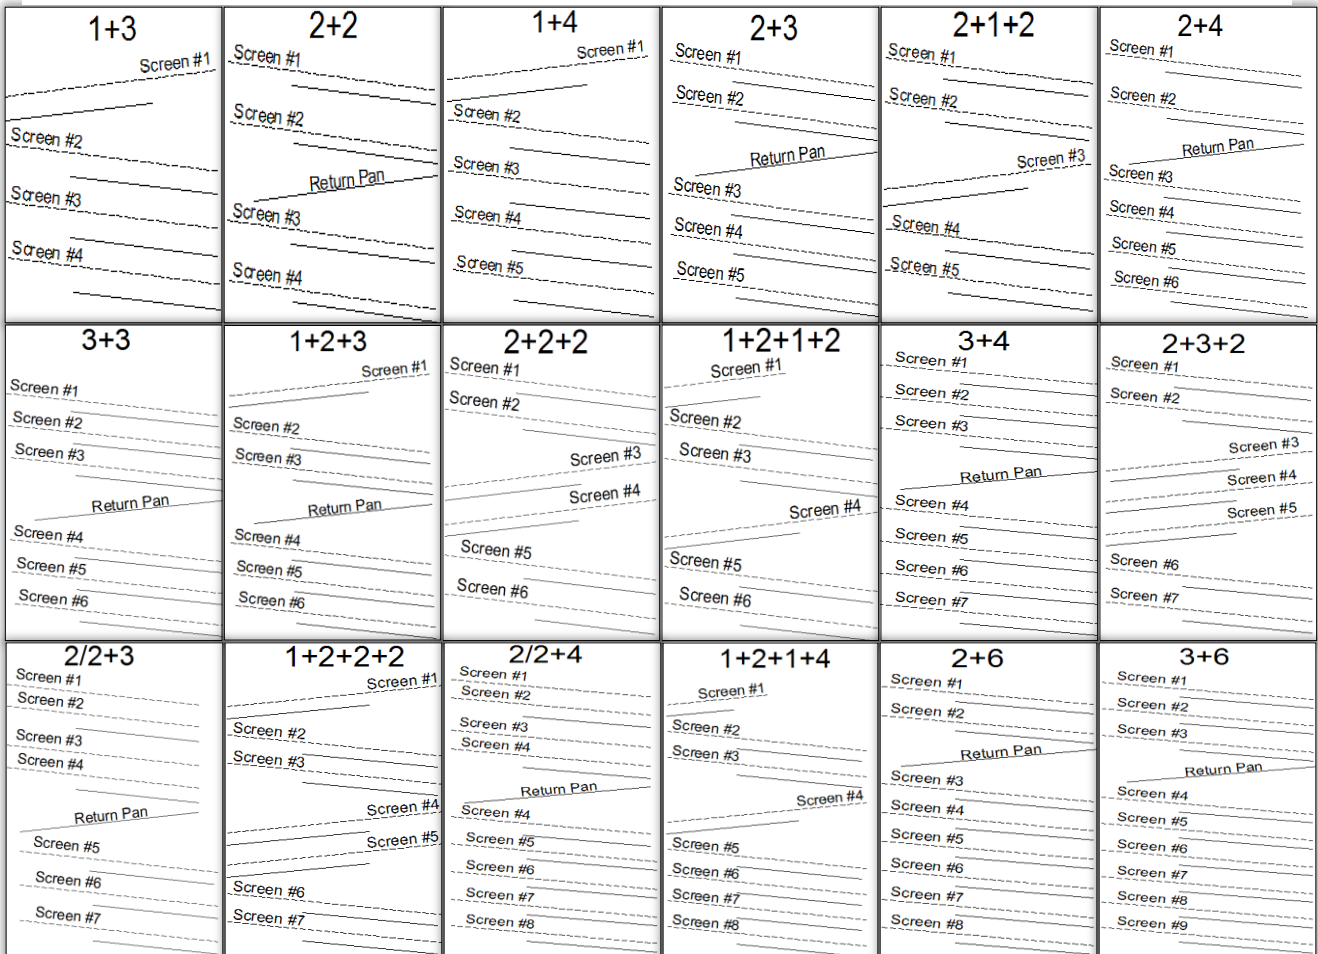 1+3
Screen #1
Screen #2
Screen #3
Screen #4
2+2
Screen #1
Screen #2
Return Pan
Screen #3
Screen #4
1+4
Screen #1
Screen #2
Screen #3
Screen #4
Screen #5
2+3
Screen #1
Screen #2
Return Pan
Screen #3
Screen #4
Screen #5
2+1+2
Screen #1
Screen #2
Screen #3
Screen #4
Screen #5
2+4
Screen #1
Screen #2
Return Pan
Screen #3
Screen #4
Screen #5
Screen #6
3+3
Screen #1
Screen #2
Screen #3
Return Pan
Screen #4
Screen #5
Screen #6
1+2+3
Screen #1
Screen #2
Screen #3
Return Pan
Screen #4
Screen #5
Screen #6
2+2+2
Screen #1
Screen #2
Screen #3
Screen #4
Screen #5
Screen #6
1+2+1+2
Screen #1
Screen #2
Screen #3
Screen #4
Screen #5
Screen #6
3+4
Screen #1
Screen #2
Screen #3
Return Pan
Screen #4
Screen #5
Screen #6
Screen #7
2+3+2
Screen #1
Screen #2
Screen #3
Screen #4
Screen #5
Screen #6
Screen #7
2/2+3
Screen #1
Screen #2
Screen #3
Screen #4
Return Pan
Screen #5
Screen #6
Screen #7
1+2+2+2
Screen #1
Screen #2
Screen #3
Screen #4
Screen #5
Screen #6
Screen #7
2/2+4
Screen #1
Screen #2
Screen #3
Screen #4
Return Pan
Screen #4
Screen #5
Screen #6
Screen #7
Screen #8
1+2+1+4
Screen #1
Screen #2
Screen #3
Screen #4
Screen #5
Screen #6
Screen #7
Screen #8
2+6
Screen #1
Screen #2
Return Pan
Screen #3
Screen #4
Screen #5
Screen #6
Screen #7
Screen #8
3+6
Screen #1
Screen #2
Screen #3
Return Pan
Screen #4
Screen #5
Screen #6
Screen #7
Screen #8
Screen #9